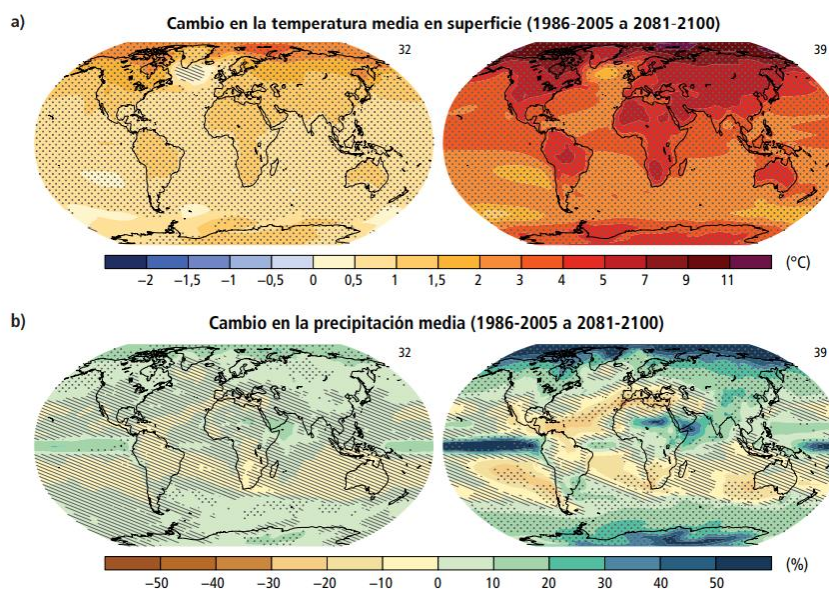 a) Cambio en la temperatura media en superficie (1986-2005 a 2081-2100)
32
39
−2 −1,5 −1 −0,5 0 0,5 1 1,5 2 3 4 5 7 9 11 (°C)
b) Cambio en la precipitación media (1986-2005 a 2081-2100)
32
39
−50 −40 −30 −20 −10 0 10 20 30 40 50 (%)